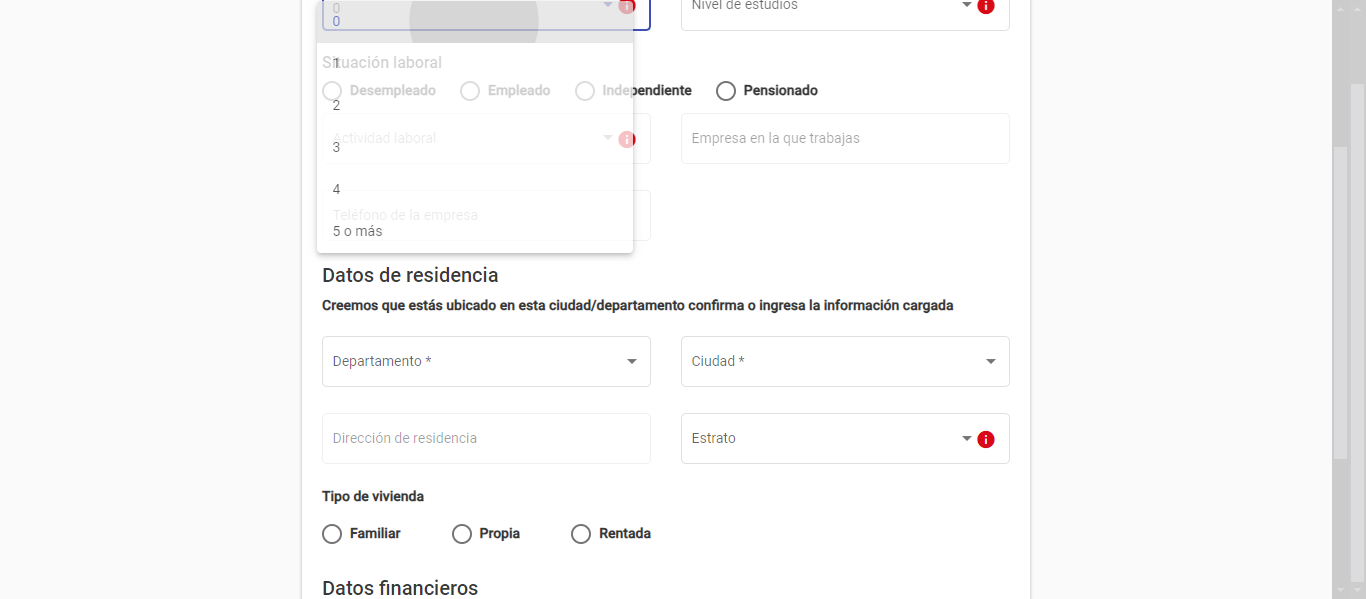 0
Nivel de estudios
0
Situación laboral
1
Desempleado Empleado Independiente Pensionado
2
Actividad laboral Empresa en la que trabajas
3
4
Teléfono de la empresa
5 o más
Datos de residencia
Creemos que estás ubicado en esta ciudad/departamento confirma o ingresa la información cargada
Departamento * Ciudad *
Dirección de residencia Estrato
Tipo de vivienda
Familiar Propia Rentada
Datos financieros